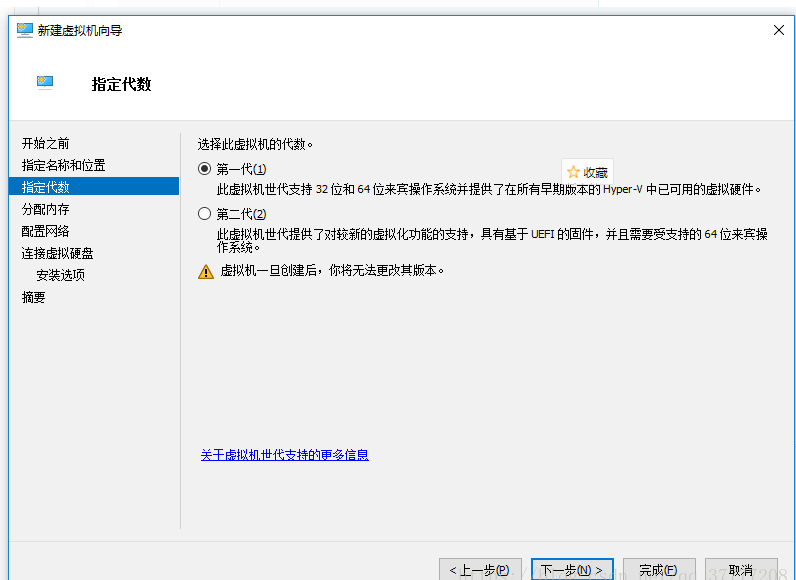 新建虚拟机向导
指定代数
开始之前
指定名称和位置
指定代数
分配内存
配置网络
连接虚拟硬盘
安装选项
摘要
选择此虚拟机的代数。
第一代(1)
收藏
此虚拟机世代支持 32 位和 64 位来宾操作系统并提供了在所有早期版本的 Hyper-V 中已可用的虚拟硬件。
第二代(2)
此虚拟机世代提供了对较新的虚拟化功能的支持，具有基于 UEFI 的固件，并且需要受支持的 64 位来宾操
作系统。
虚拟机一旦创建后，你将无法更改其版本。
关于虚拟机世代支持的更多信息
< 上一步(P)
下一步(N) >
完成(F)
取消